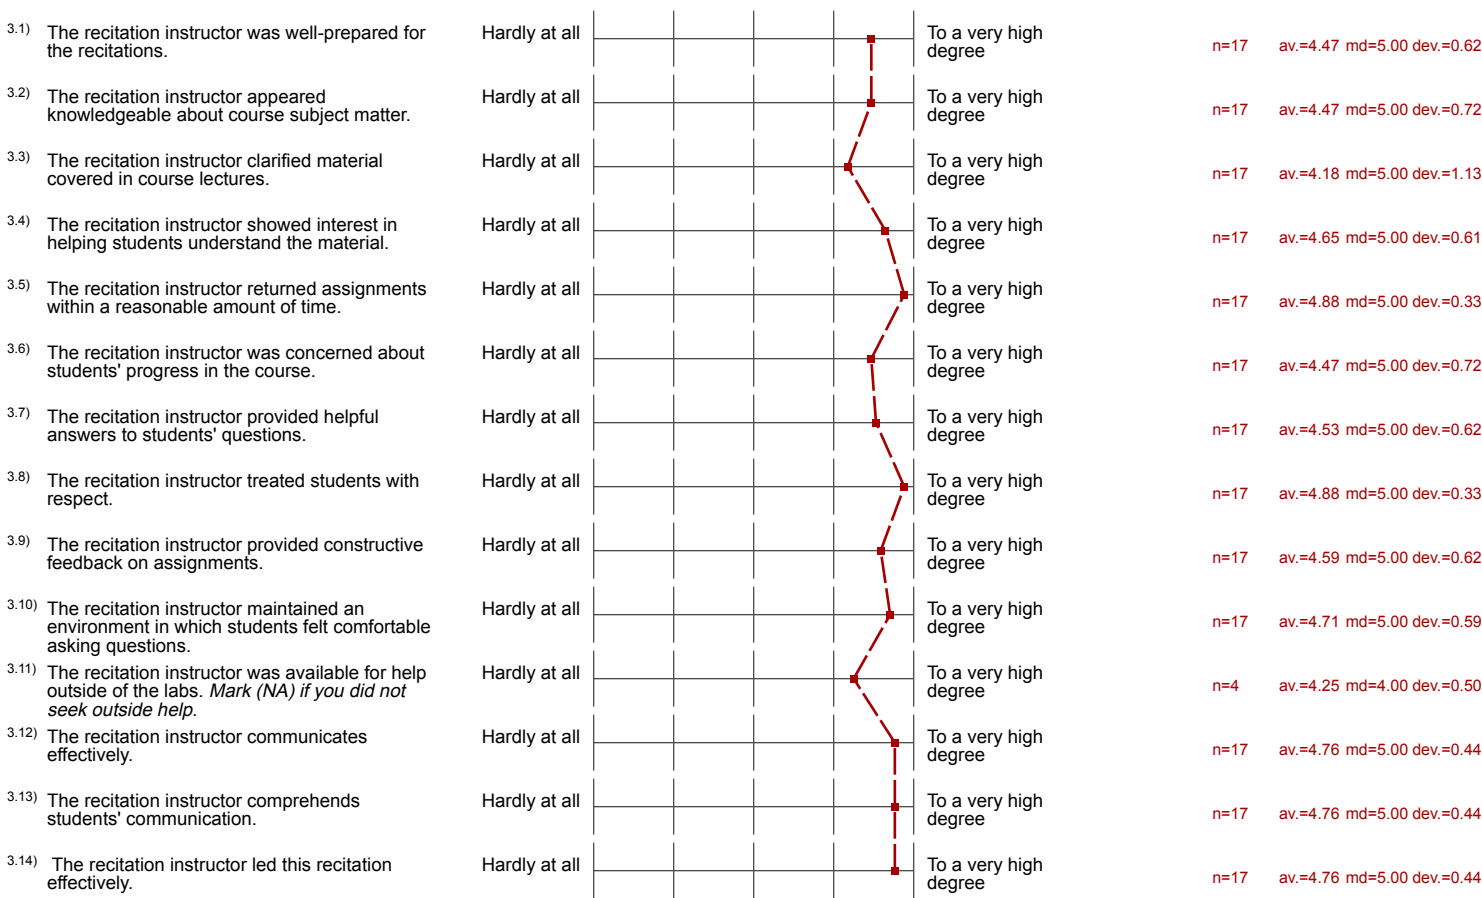 3.1) The recitation instructor was well-prepared for
the recitations.
Hardly at all
To a very high
degree
n=17 av.=4.47 md=5.00 dev.=0.62
3.2) The recitation instructor appeared
knowledgeable about course subject matter.
Hardly at all
To a very high
degree
n=17 av.=4.47 md=5.00 dev.=0.72
3.3) The recitation instructor clarified material
covered in course lectures.
Hardly at all
To a very high
degree
n=17 av.=4.18 md=5.00 dev.=1.13
3.4) The recitation instructor showed interest in
helping students understand the material.
Hardly at all
To a very high
degree
n=17 av.=4.65 md=5.00 dev.=0.61
3.5) The recitation instructor returned assignments
within a reasonable amount of time.
Hardly at all
To a very high
degree
n=17 av.=4.88 md=5.00 dev.=0.33
3.6) The recitation instructor was concerned about
students' progress in the course.
Hardly at all
To a very high
degree
n=17 av.=4.47 md=5.00 dev.=0.72
3.7) The recitation instructor provided helpful
answers to students' questions.
Hardly at all
To a very high
degree
n=17 av.=4.53 md=5.00 dev.=0.62
3.8) The recitation instructor treated students with
respect.
Hardly at all
To a very high
degree
n=17 av.=4.88 md=5.00 dev.=0.33
3.9) The recitation instructor provided constructive
feedback on assignments.
Hardly at all
To a very high
degree
n=17 av.=4.59 md=5.00 dev.=0.62
3.10) The recitation instructor maintained an
environment in which students felt comfortable
asking questions.
Hardly at all
To a very high
degree
n=17 av.=4.71 md=5.00 dev.=0.59
3.11) The recitation instructor was available for help
outside of the labs. Mark (NA) if you did not
seek outside help.
Hardly at all
To a very high
degree
n=4 av.=4.25 md=4.00 dev.=0.50
3.12) The recitation instructor communicates
effectively.
Hardly at all
To a very high
degree
n=17 av.=4.76 md=5.00 dev.=0.44
3.13) The recitation instructor comprehends
students' communication.
Hardly at all
To a very high
degree
n=17 av.=4.76 md=5.00 dev.=0.44
3.14) The recitation instructor led this recitation
effectively.
Hardly at all
To a very high
degree
n=17 av.=4.76 md=5.00 dev.=0.44